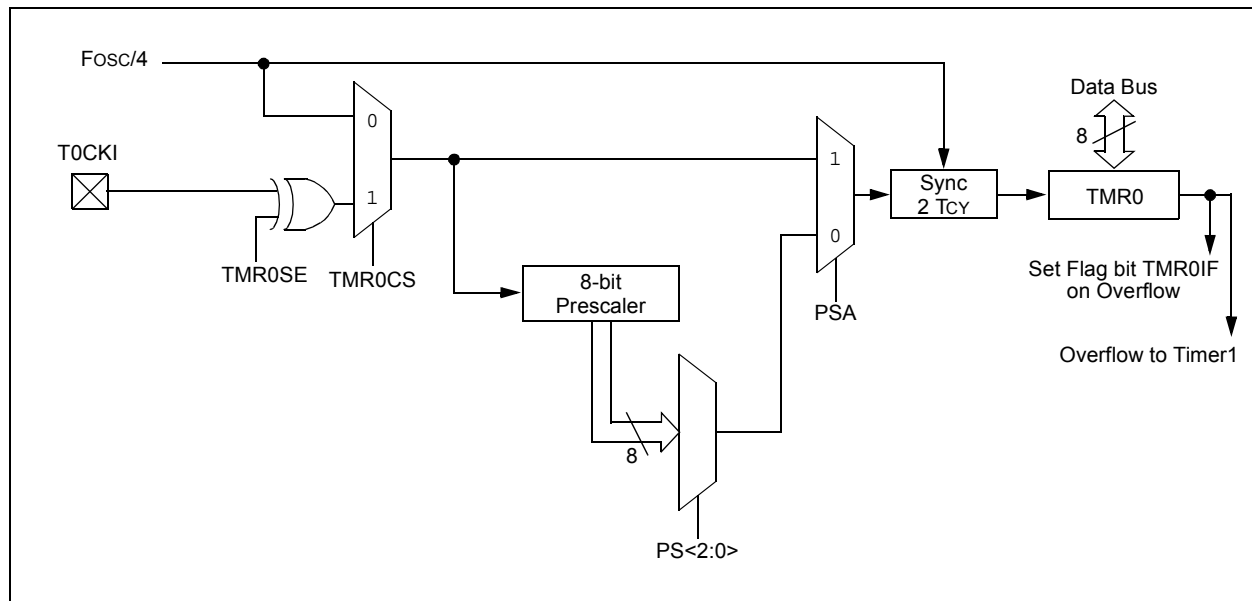 FOSC/4
T0CKI
TMR0SE
0
1
TMR0CS
8-bit
Prescaler
8
PS<2:0>
1
0
PSA
Sync
2 TCY
Data Bus
8
TMR0
Set Flag bit TMR0IF
on Overflow
Overflow to Timer1